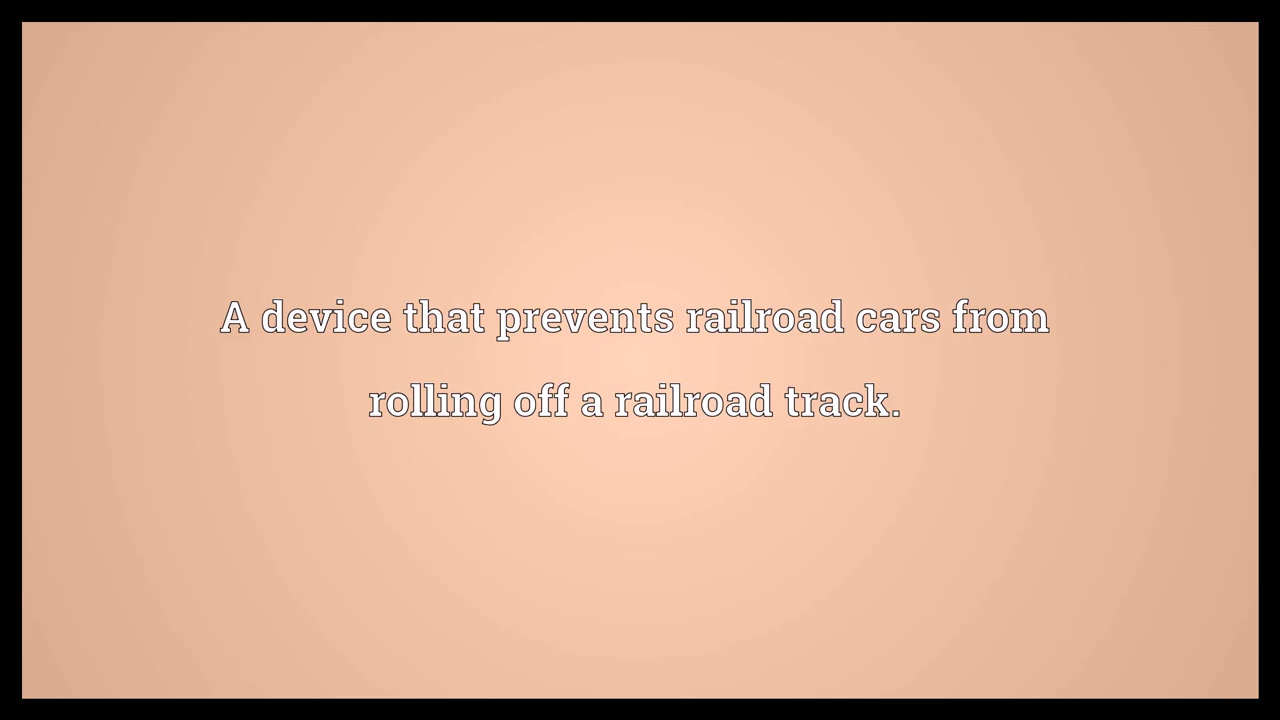 A device that prevents railroad cars from
rolling off a railroad track.